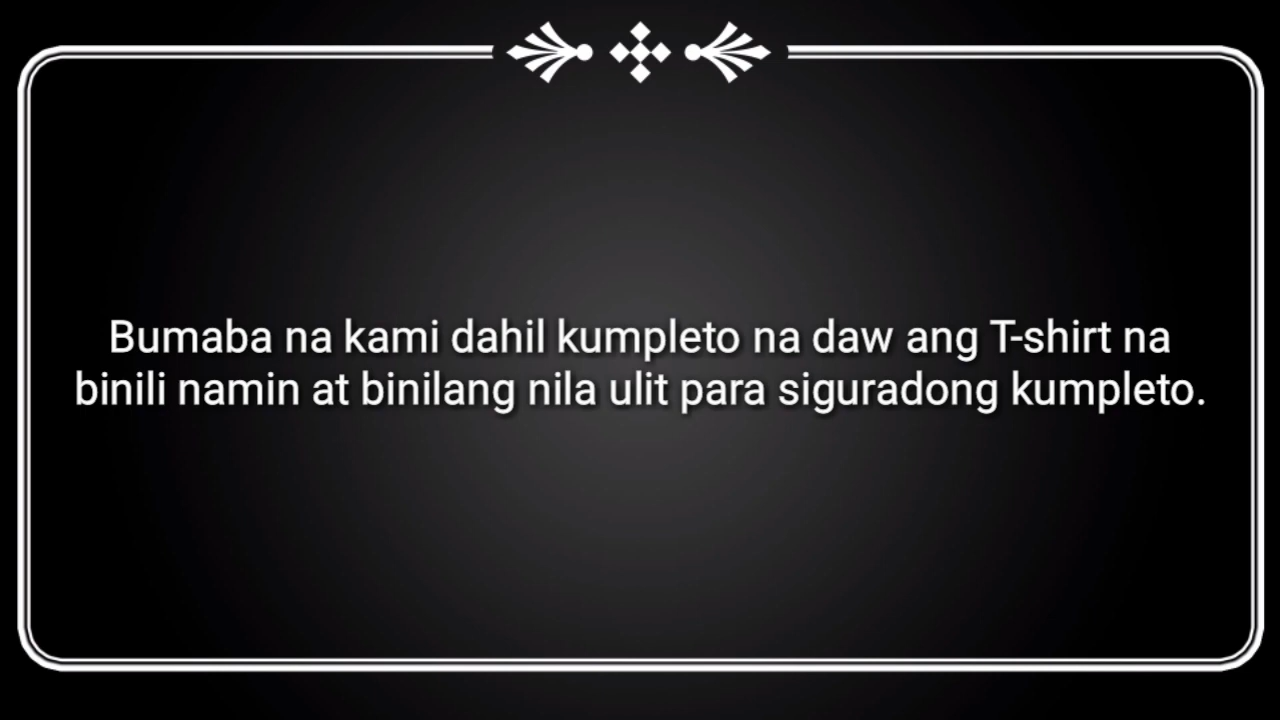 Bumaba na kami dahil kumpleto na daw ang T-shirt na
binili namin at binilang nila ulit para siguradong kumpleto.